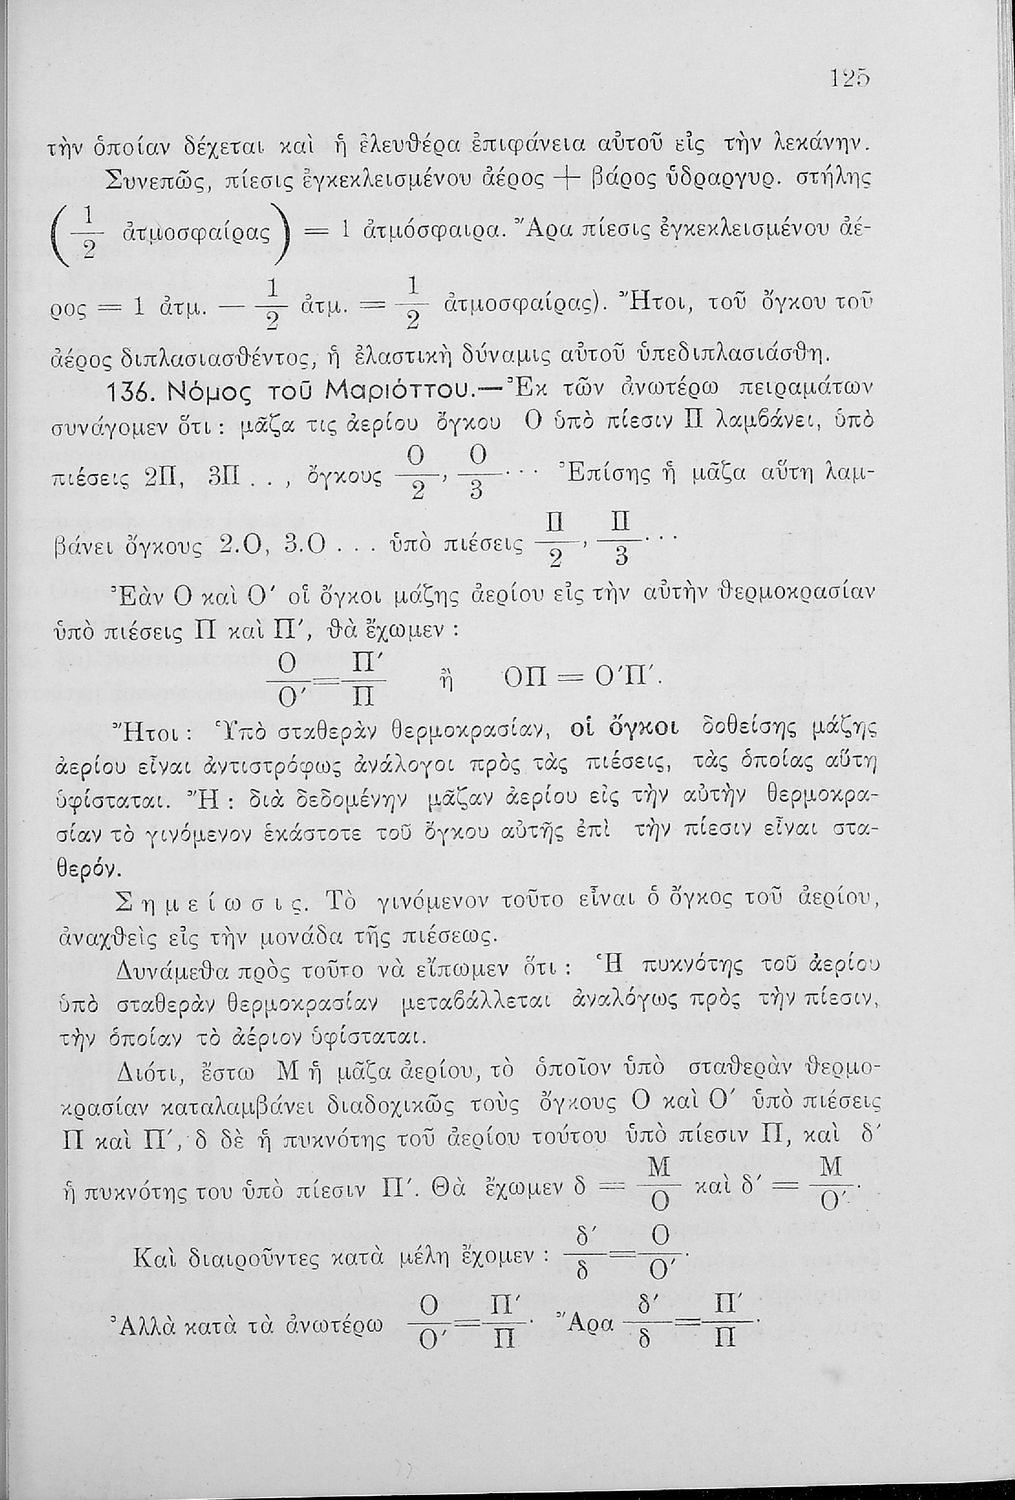 125
τὴν ὁποίαν δέχεται καὶ ἡ ἐλευθέρα ἐπιφάνεια αὐτοῦ εἰς τὴν λεκάνην.
Συνεπῶς, πίεσις ἐγκεκλεισμένου ἀέρος + βάρος ὑδραργυρ. στήλης
(1/2 ἀτμοσφαίρας) = 1 ἀτμόσφαιρα. Ἄρα πίεσις ἐγκεκλεισμένου ἀέ-
ρος = 1 ἀτμ. — 1/2 ἀτμ. = 1/2 ἀτμοσφαίρας). Ἤτοι, τοῦ ὄγκου τοῦ
ἀέρος διπλασιασθέντος, ἡ ἐλαστικὴ δύναμις αὐτοῦ ὑπεδιπλασιάσθη.
136. Νόμος τοῦ Μαριόττου.— Ἐκ τῶν ἀνωτέρω πειραμάτων
συνάγομεν ὅτι : μᾶζα τις ἀερίου ὄγκου Ο ὑπὸ πίεσιν Π λαμβάνει, ὑπὸ
πιέσεις 2Π, 3Π . . , ὄγκους Ο/2, Ο/3 . . . Ἐπίσης ἡ μᾶζα αὕτη λαμ-
βάνει ὄγκους 2.Ο, 3.Ο . . . ὑπὸ πιέσεις Π/2, Π/3 . . .
Ἐὰν Ο καὶ Ο′ οἱ ὄγκοι μάζης ἀερίου εἰς τὴν αὐτὴν θερμοκρασίαν
ὑπὸ πιέσεις Π καὶ Π′, θὰ ἔχωμεν :
Ο/Ο′ = Π′/Π ἢ ΟΠ = Ο′Π′.
Ἤτοι : Ὑπὸ σταθερὰν θερμοκρασίαν, οἱ ὄγκοι δοθείσης μάζης
ἀερίου εἶναι ἀντιστρόφως ἀνάλογοι πρὸς τὰς πιέσεις, τὰς ὁποίας αὕτη
ὑφίσταται. Ἢ : διὰ δεδομένην μᾶζαν ἀερίου εἰς τὴν αὐτὴν θερμοκρα-
σίαν τὸ γινόμενον ἑκάστοτε τοῦ ὄγκου αὐτῆς ἐπὶ τὴν πίεσιν εἶναι στα-
θερόν.
Σημείωσις. Τὸ γινόμενον τοῦτο εἶναι ὁ ὄγκος τοῦ ἀερίου,
ἀναχθεὶς εἰς τὴν μονάδα τῆς πιέσεως.
Δυνάμεθα πρὸς τοῦτο νὰ εἴπωμεν ὅτι : Ἡ πυκνότης τοῦ ἀερίου
ὑπὸ σταθερὰν θερμοκρασίαν μεταβάλλεται ἀναλόγως πρὸς τὴν πίεσιν,
τὴν ὁποίαν τὸ ἀέριον ὑφίσταται.
Διότι, ἔστω Μ ἡ μᾶζα ἀερίου, τὸ ὁποῖον ὑπὸ σταθερὰν θερμο-
κρασίαν καταλαμβάνει διαδοχικῶς τοὺς ὄγκους Ο καὶ Ο′ ὑπὸ πιέσεις
Π καὶ Π′, δ δὲ ἡ πυκνότης τοῦ ἀερίου τούτου ὑπὸ πίεσιν Π, καὶ δ′
ἡ πυκνότης του ὑπὸ πίεσιν Π′. Θὰ ἔχωμεν δ = Μ/Ο καὶ δ′ = Μ/Ο′.
Καὶ διαιροῦντες κατὰ μέλη ἔχομεν : δ′/δ = Ο/Ο′.
Ἀλλὰ κατὰ τὰ ἀνωτέρω Ο/Ο′ = Π′/Π. Ἄρα δ′/δ = Π′/Π.